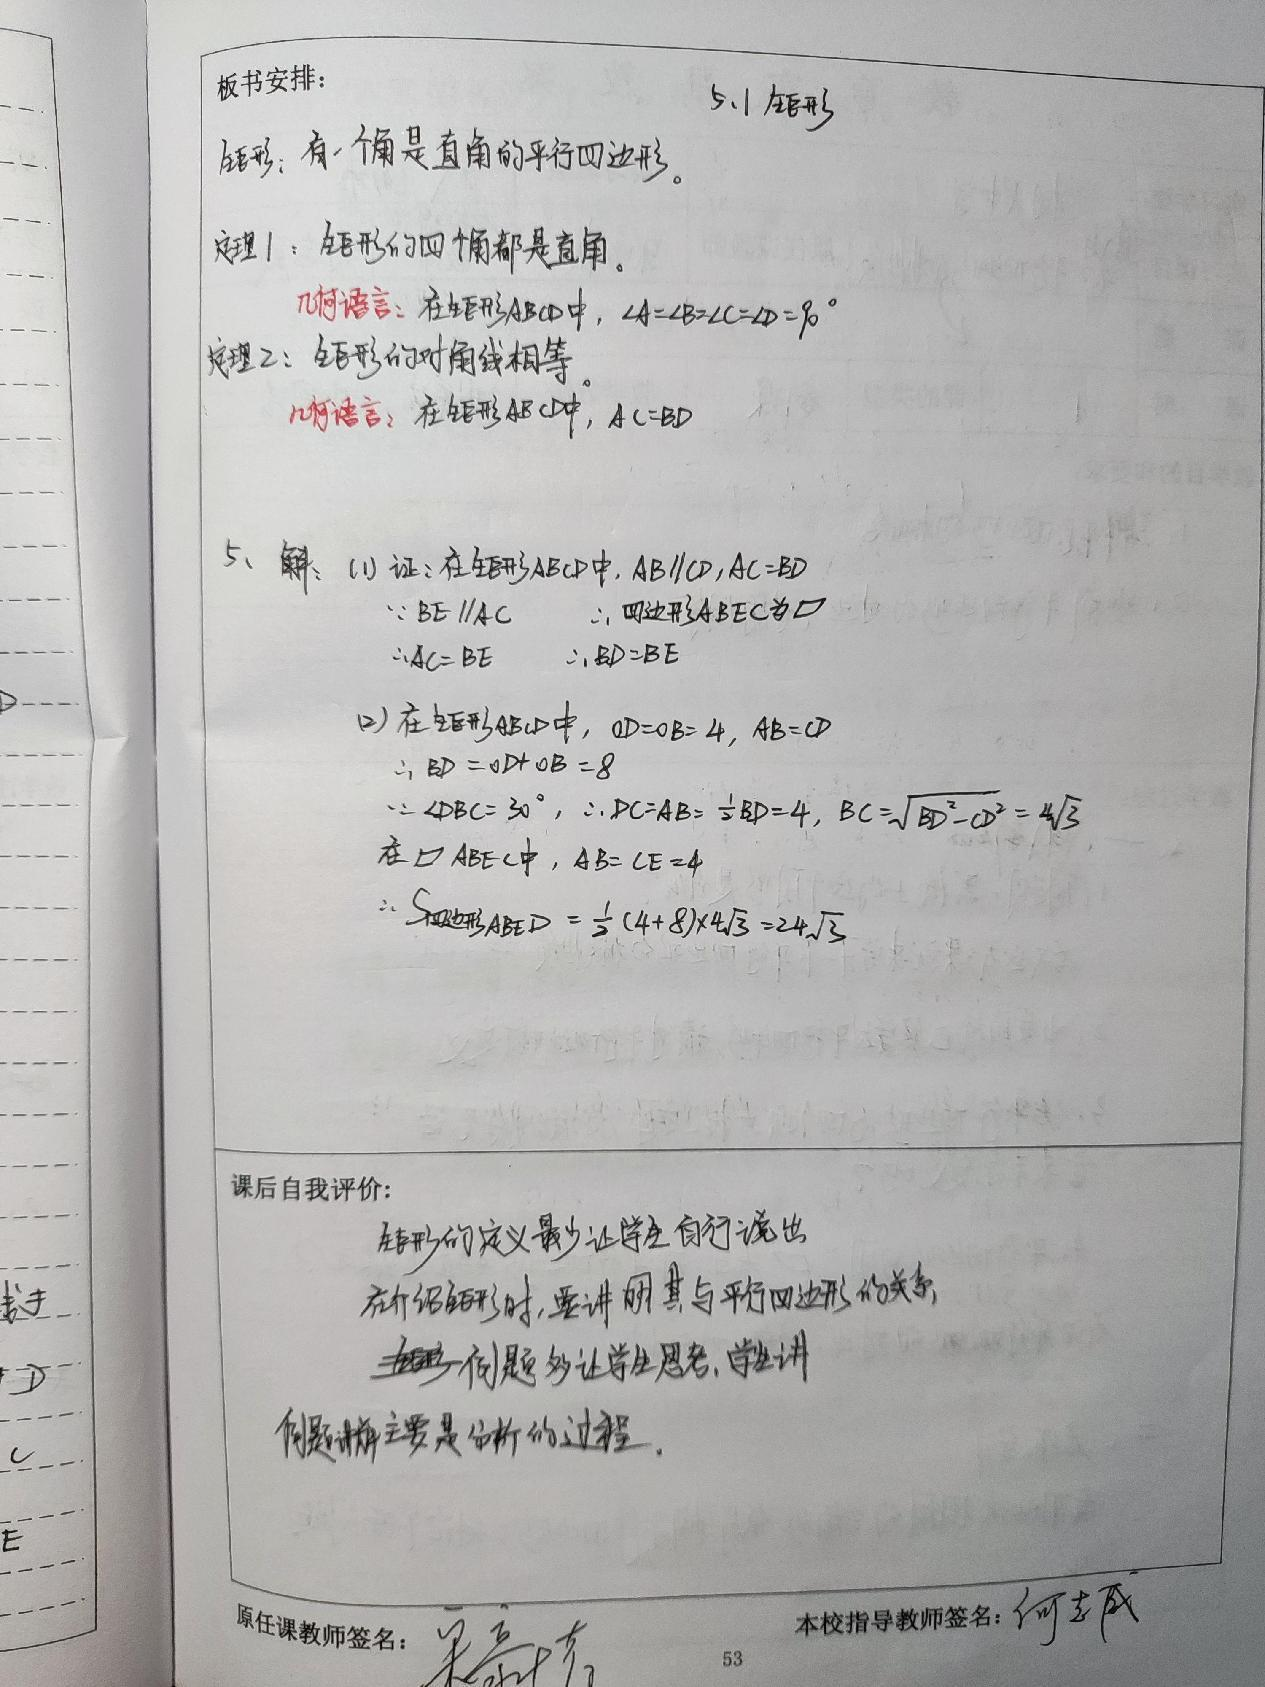 板书安排：
5.1 矩形
矩形：有一个角是直角的平行四边形。
定理1：矩形的四个角都是直角。
几何语言：在矩形ABCD中，∠A=∠B=∠C=∠D=90°
定理2：矩形的对角线相等。
几何语言：在矩形ABCD中，AC=BD
5、解：(1) 证：在矩形ABCD中，AB∥CD，AC=BD
∵BE∥AC ∴四边形ABEC为▱
∴AC=BE ∴BD=BE
(2) 在矩形ABCD中，OD=OB=4，AB=CD
∴BD=OD+OB=8
∵∠DBC=30°，∴DC=AB=½BD=4，BC=√(BD²-CD²)=4√3
在▱ABEC中，AB=CE=4
∴S四边形ABED=½(4+8)×4√3=24√3
课后自我评价：
矩形的定义最少让学生自行说出
在介绍矩形时，要讲明其与平行四边形的关系
例题多让学生思考、学生讲
例题讲解主要是分析的过程.
原任课教师签名：
本校指导教师签名：何志威
53
D
D
C
E